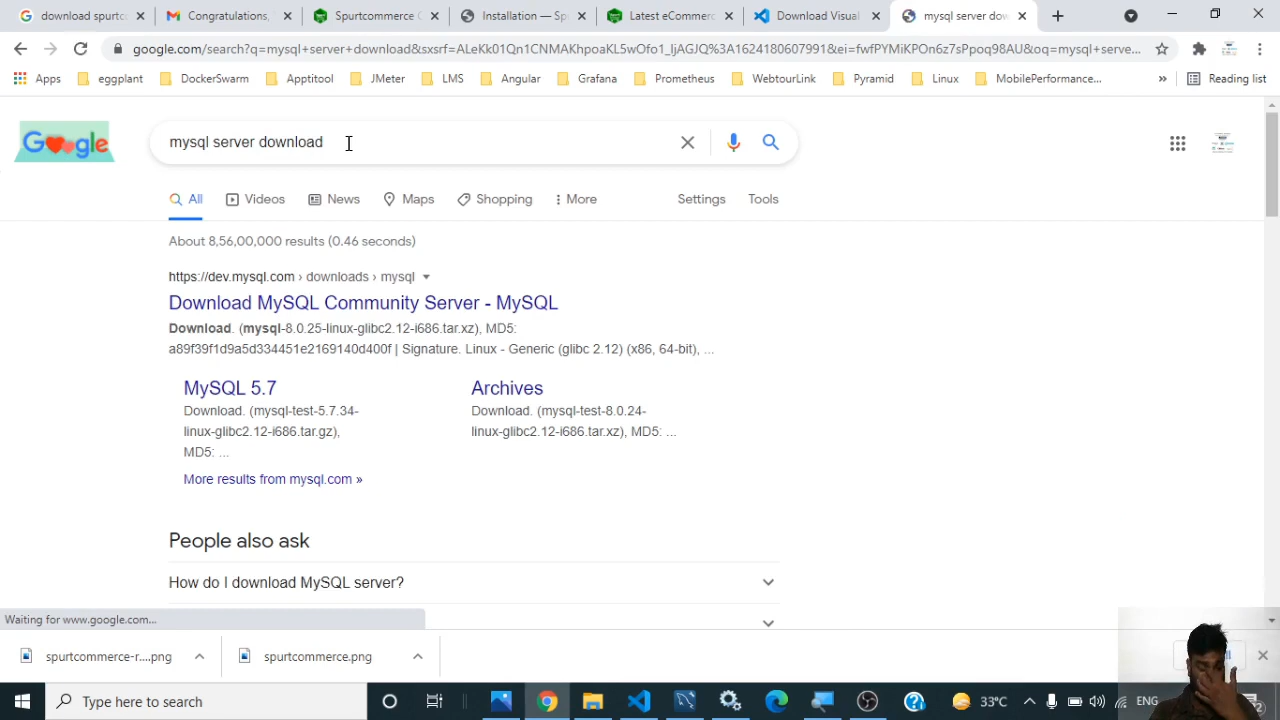 download spurtc
Congratulations,
Spurtcommerce
Installation — Sp
Latest eCommerc
Download Visual
mysql server dow
google.com/search?q=mysql+server+download&sxsrf=ALeKk01Qn1CNMAKhpoaKL5wOfo1_ljAGJQ%3A1624180607991&ei=fwfPYMiKPOn6z7sPpoq98AU&oq=mysql+serve...
Apps
eggplant
DockerSwarm
Apptitool
JMeter
LMS
Angular
Grafana
Prometheus
WebtourLink
Pyramid
Linux
MobilePerformance...
»
Reading list
Google
mysql server download
All
Videos
News
Maps
Shopping
More
Settings
Tools
About 8,56,00,000 results (0.46 seconds)
https://dev.mysql.com › downloads › mysql
Download MySQL Community Server - MySQL
Download. (mysql-8.0.25-linux-glibc2.12-i686.tar.xz), MD5:
a89f39f1d9a5d334451e2169140d400f | Signature. Linux - Generic (glibc 2.12) (x86, 64-bit), ...
MySQL 5.7
Download. (mysql-test-5.7.34-
linux-glibc2.12-i686.tar.gz),
MD5: ...
Archives
Download. (mysql-test-8.0.24-
linux-glibc2.12-i686.tar.xz), MD5: ...
More results from mysql.com »
People also ask
How do I download MySQL server?
Waiting for www.google.com...
spurtcommerce-r....png
spurtcommerce.png
Type here to search
33°C
ENG